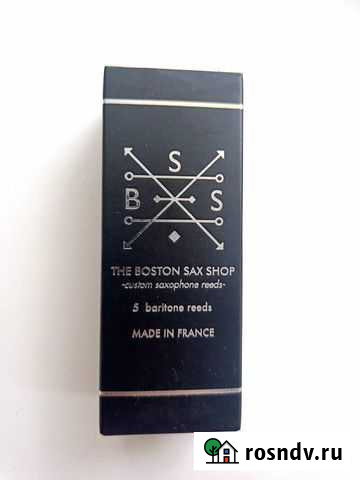 S
B S
THE BOSTON SAX SHOP
-custom saxophone reeds-
5 baritone reeds
MADE IN FRANCE
rosndv.ru